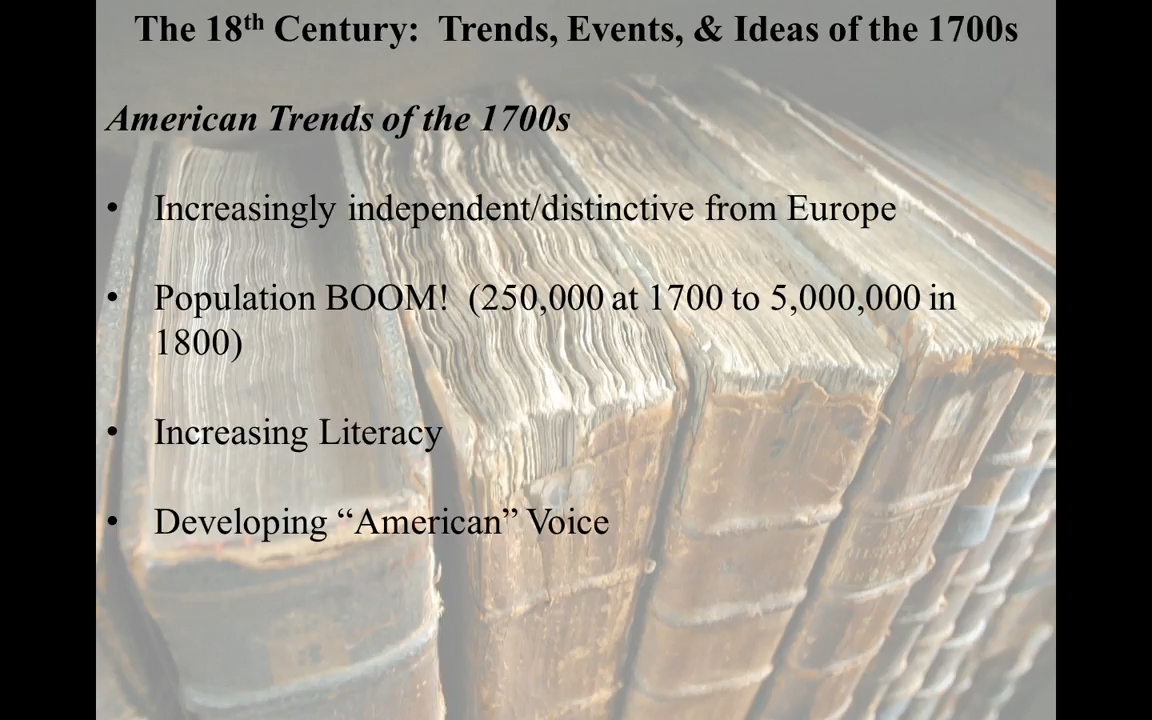 The 18th Century:  Trends, Events, & Ideas of the 1700s
American Trends of the 1700s
• Increasingly independent/distinctive from Europe
• Population BOOM!  (250,000 at 1700 to 5,000,000 in
1800)
• Increasing Literacy
• Developing “American” Voice